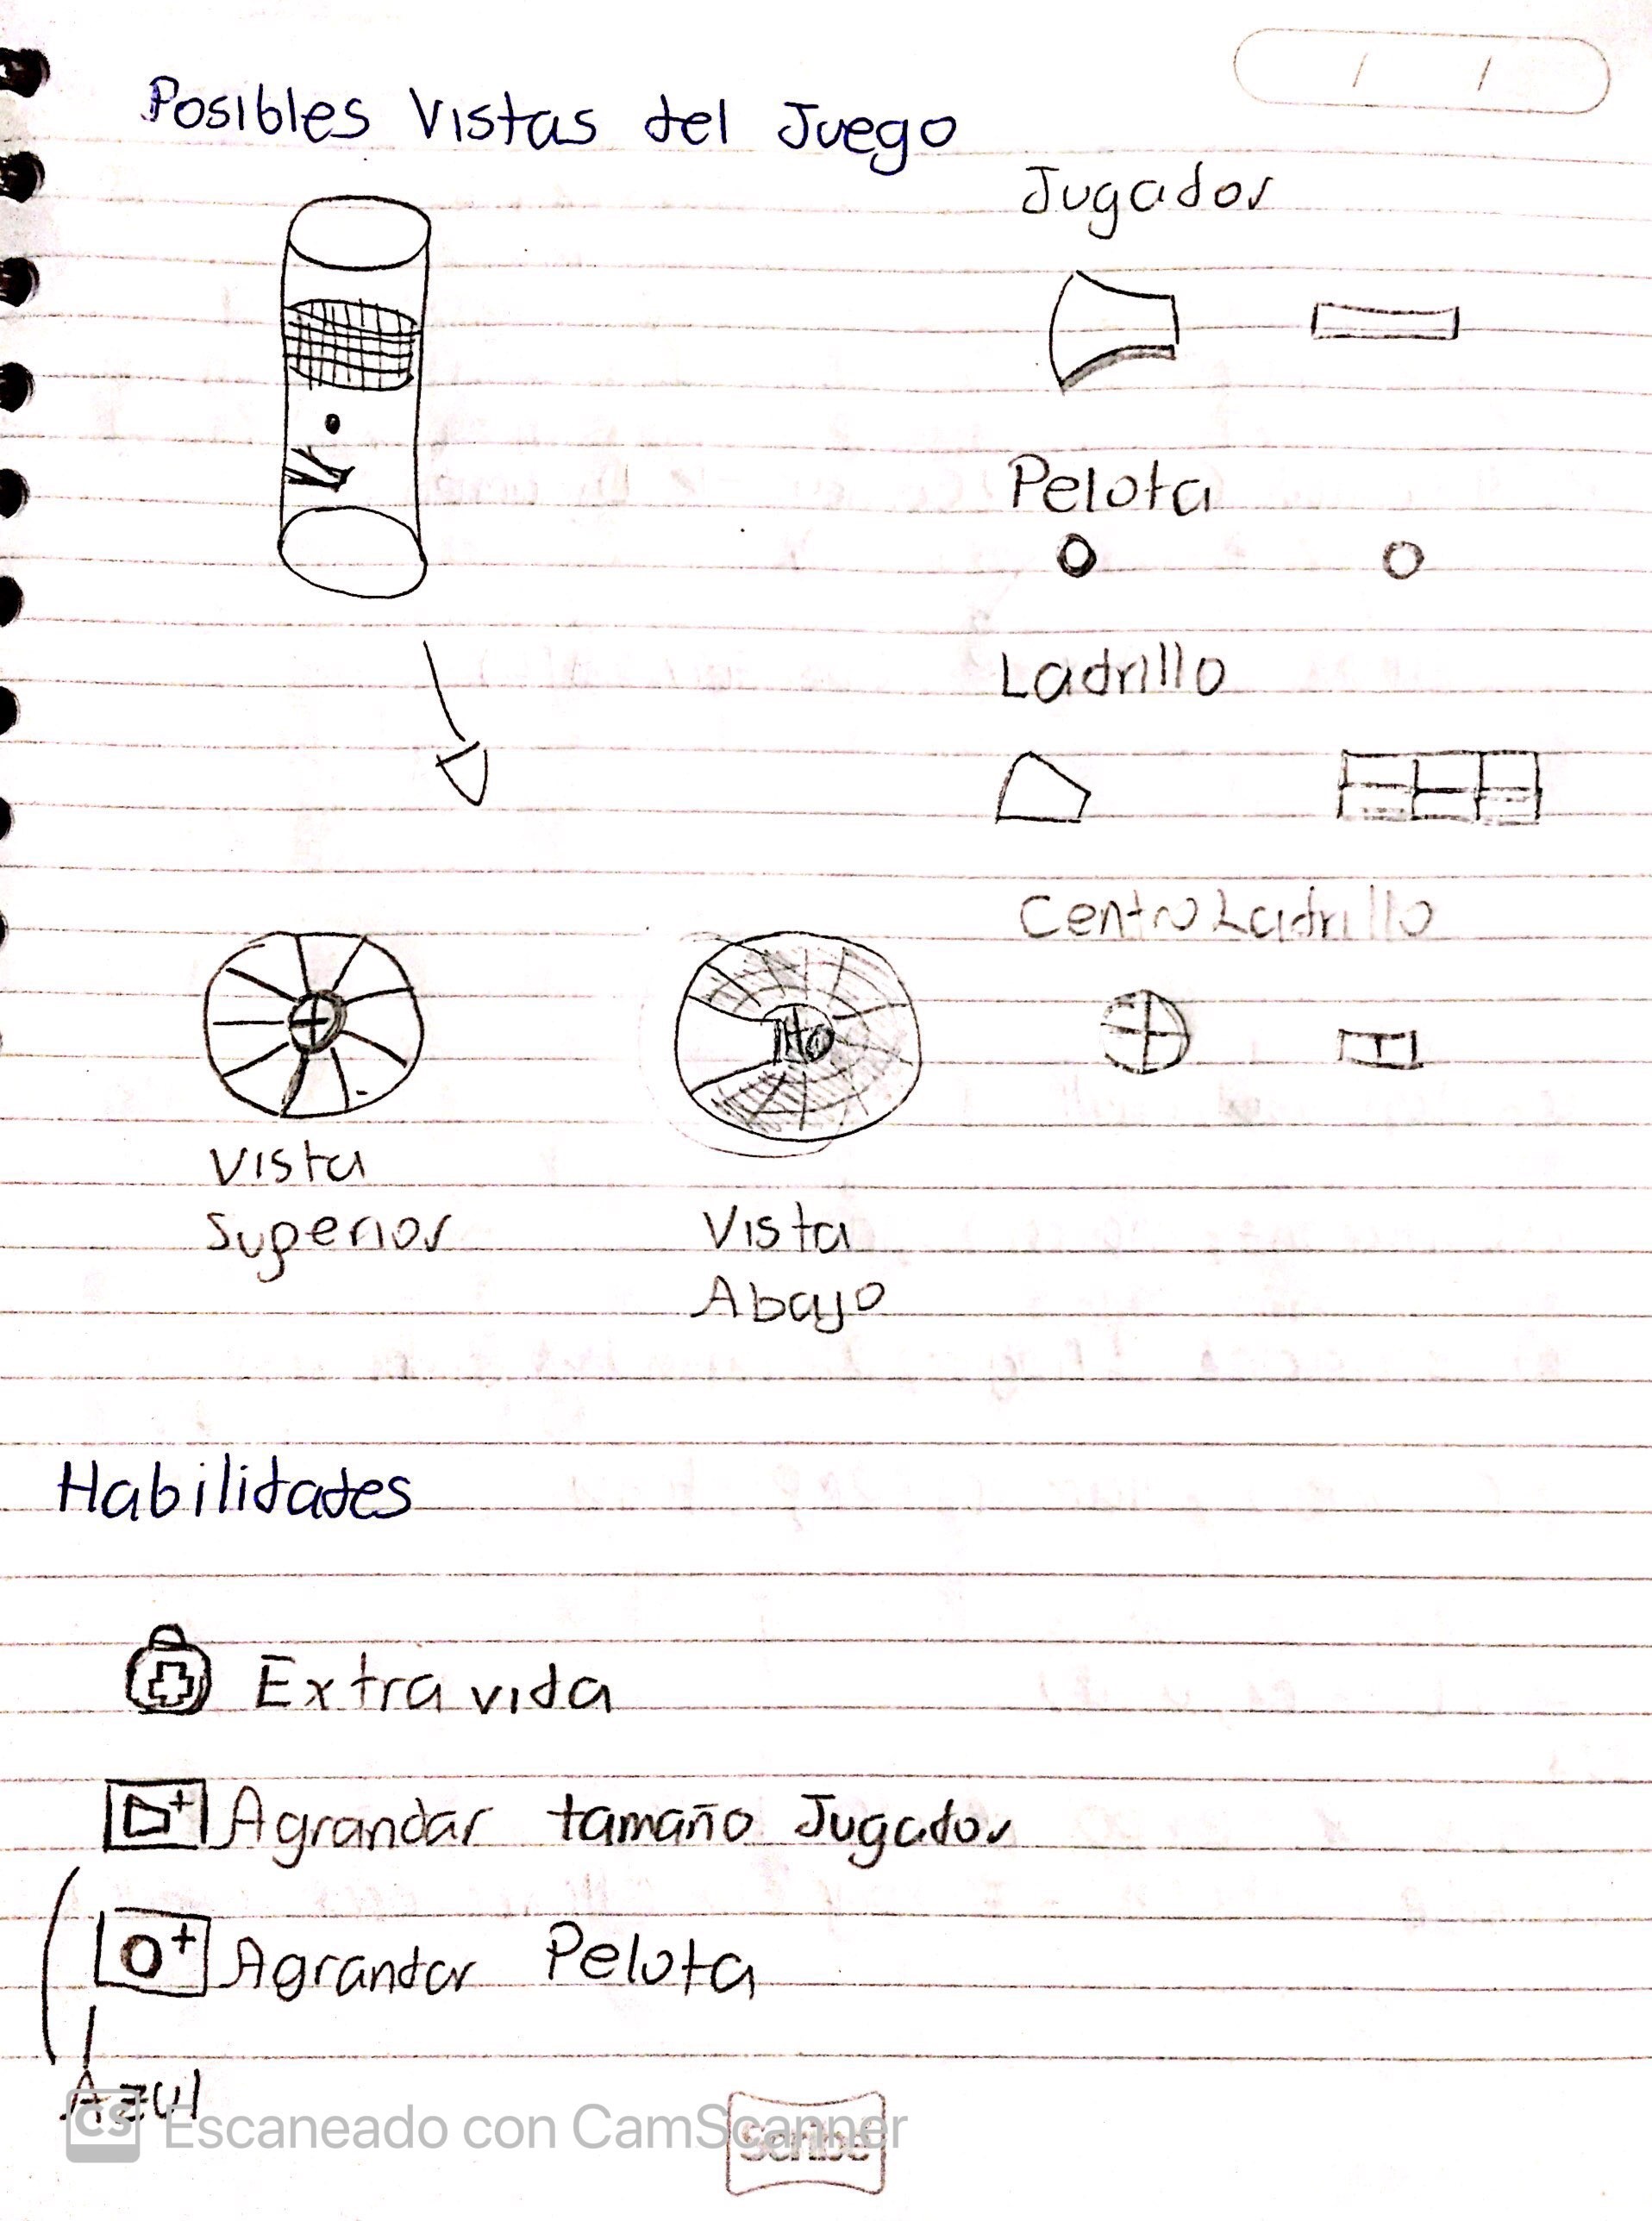 Posibles Vistas del Juego
Jugador
Pelota
Ladrillo
Centro Ladrillo
Vista
Superior
Vista
Abajo
Habilidades
Extra vida
Agrandar tamaño Jugador
Agrandar Pelota
Azul
CS Escaneado con CamScanner
Scribe